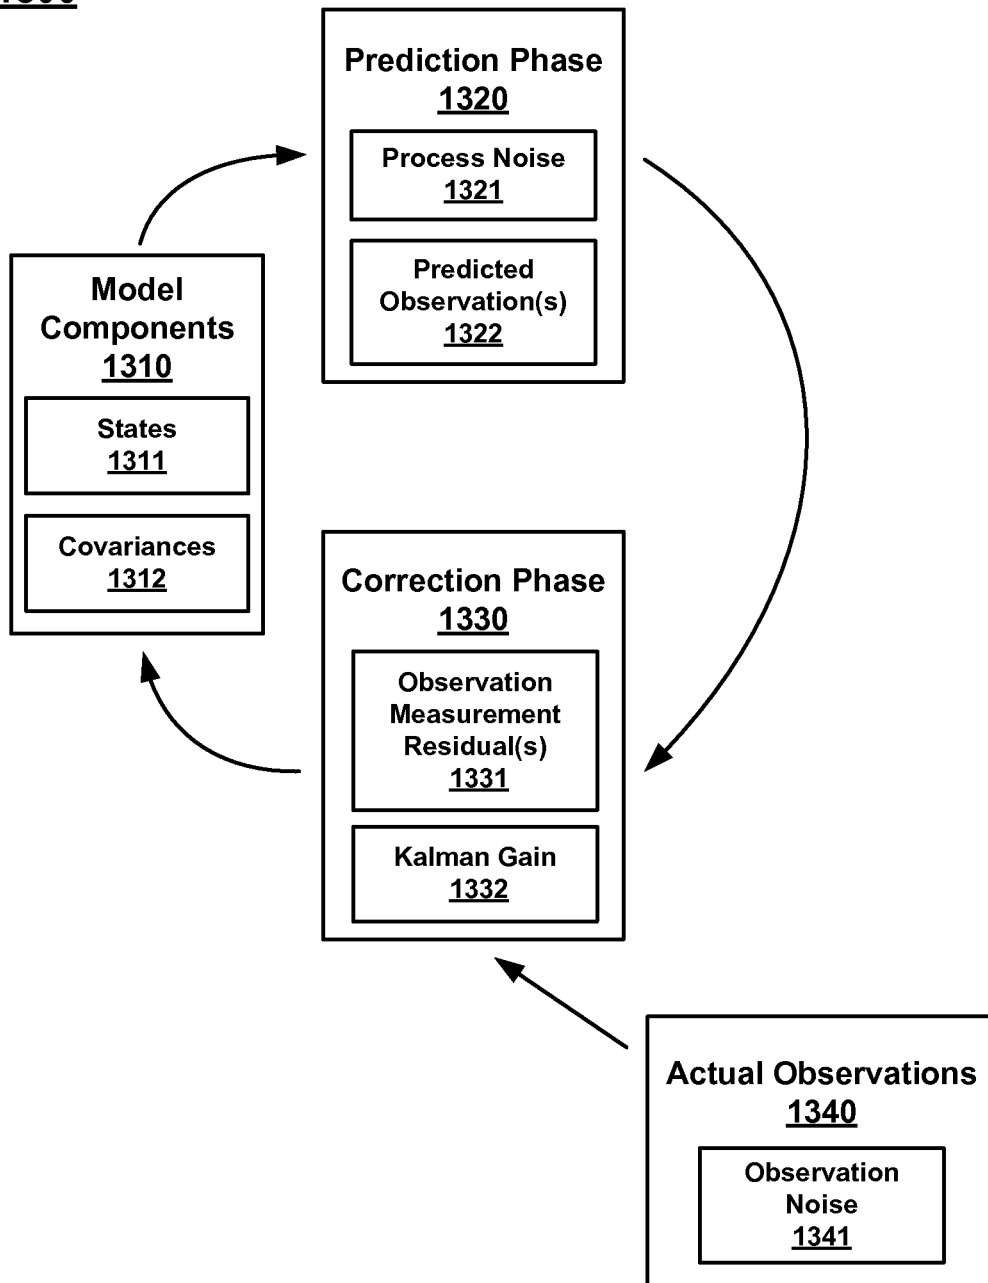 Prediction Phase
1320
Process Noise
1321
Predicted
Observation(s)
1322
Model
Components
1310
States
1311
Covariances
1312
Correction Phase
1330
Observation
Measurement
Residual(s)
1331
Kalman Gain
1332
Actual Observations
1340
Observation
Noise
1341